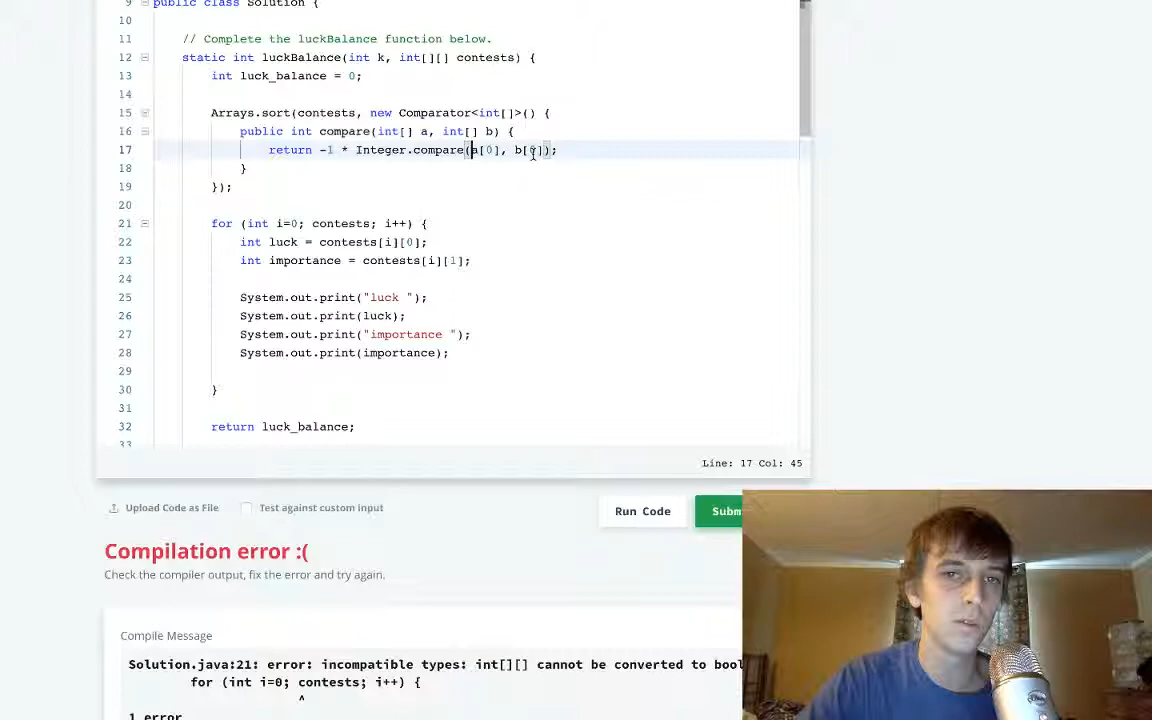 9 public class Solution {
10
11 // Complete the luckBalance function below.
12 static int luckBalance(int k, int[][] contests) {
13 int luck_balance = 0;
14
15 Arrays.sort(contests, new Comparator<int[]>() {
16 public int compare(int[] a, int[] b) {
17 return -1 * Integer.compare(a[0], b[0]);
18 }
19 });
20
21 for (int i=0; contests; i++) {
22 int luck = contests[i][0];
23 int importance = contests[i][1];
24
25 System.out.print("luck ");
26 System.out.print(luck);
27 System.out.print("importance ");
28 System.out.print(importance);
29
30 }
31
32 return luck_balance;
33
Line: 17 Col: 45
Upload Code as File Test against custom input Run Code Subm
Compilation error :(
Check the compiler output, fix the error and try again.
Compile Message
Solution.java:21: error: incompatible types: int[][] cannot be converted to bool
for (int i=0; contests; i++) {
^
1 error